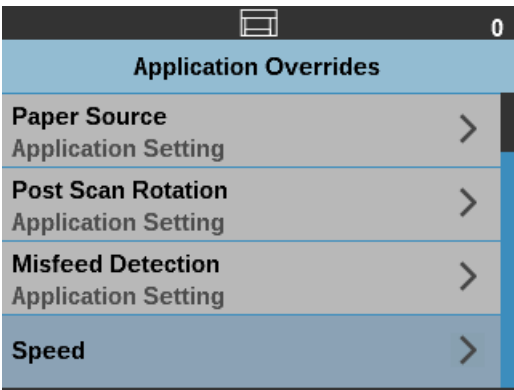 0
Application Overrides
Paper Source
Application Setting
Post Scan Rotation
Application Setting
Misfeed Detection
Application Setting
Speed